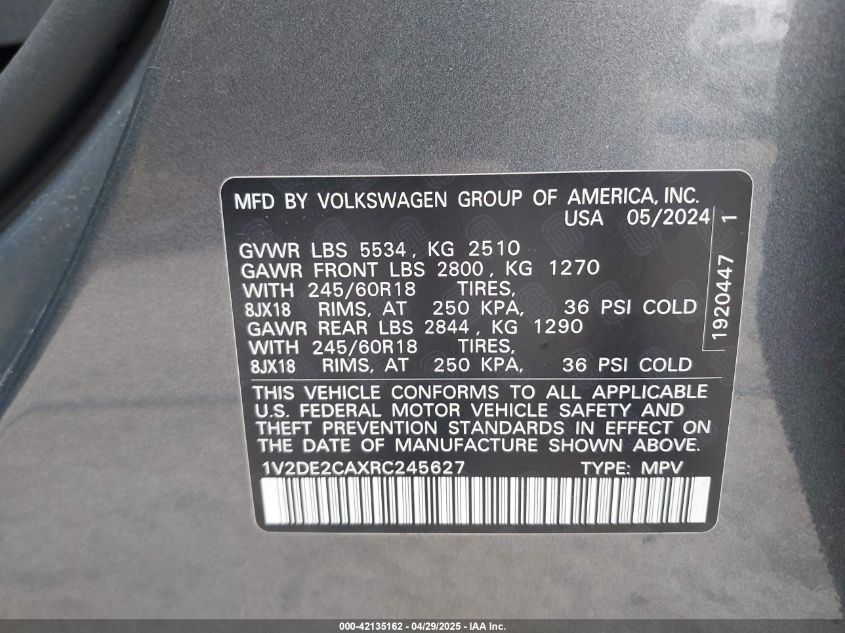 MFD BY VOLKSWAGEN GROUP OF AMERICA, INC.
USA 05/2024
GVWR LBS 5534, KG 2510
GAWR FRONT LBS 2800, KG 1270
WITH 245/60R18 TIRES,
8JX18 RIMS, AT 250 KPA, 36 PSI COLD
GAWR REAR LBS 2844, KG 1290
WITH 245/60R18 TIRES,
8JX18 RIMS, AT 250 KPA, 36 PSI COLD
1920447 1
THIS VEHICLE CONFORMS TO ALL APPLICABLE
U.S. FEDERAL MOTOR VEHICLE SAFETY AND
THEFT PREVENTION STANDARDS IN EFFECT ON
THE DATE OF MANUFACTURE SHOWN ABOVE.
1V2DE2CAXRC245627 TYPE: MPV
000-42135162 - 04/29/2025 - IAA Inc.